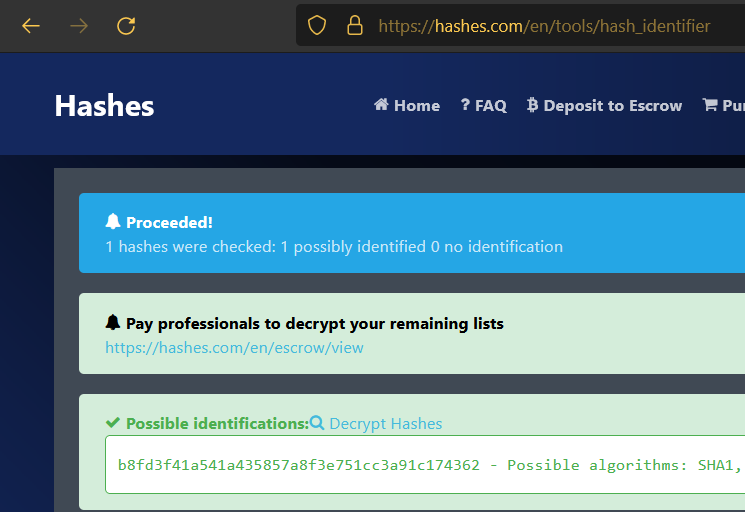 https://hashes.com/en/tools/hash_identifier
Hashes
Home ? FAQ Deposit to Escrow
Proceeded!
1 hashes were checked: 1 possibly identified 0 no identification
Pay professionals to decrypt your remaining lists
https://hashes.com/en/escrow/view
Possible identifications: Decrypt Hashes
b8fd3f41a541a435857a8f3e751cc3a91c174362 - Possible algorithms: SHA1,